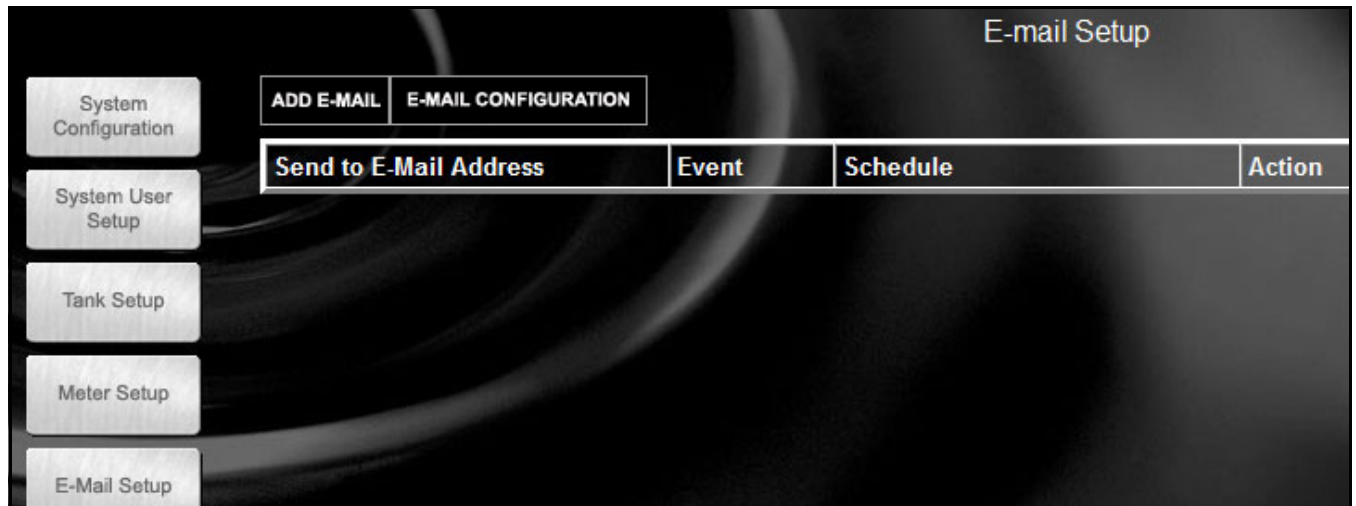 E-mail Setup
System
Configuration
ADD E-MAIL E-MAIL CONFIGURATION
Send to E-Mail Address Event Schedule Action
System User
Setup
Tank Setup
Meter Setup
E-Mail Setup